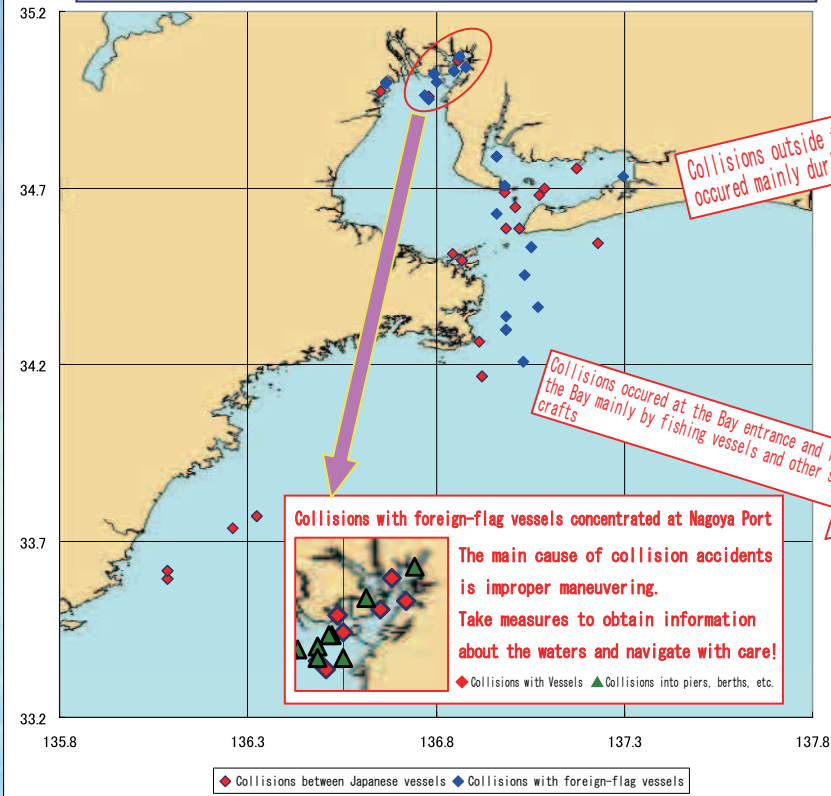 35.2
34.7
34.2
33.7
33.2
135.8
136.3
136.8
137.3
137.8
Collisions outside
occured mainly dur
Collisions occured at the Bay entrance and
the Bay mainly by fishing vessels and other
crafts
Collisions with foreign-flag vessels concentrated at Nagoya Port
The main cause of collision accidents
is improper maneuvering.
Take measures to obtain information
about the waters and navigate with care!
Collisions with Vessels
Collisions into piers, berths, etc.
Collisions between Japanese vessels
Collisions with foreign-flag vessels